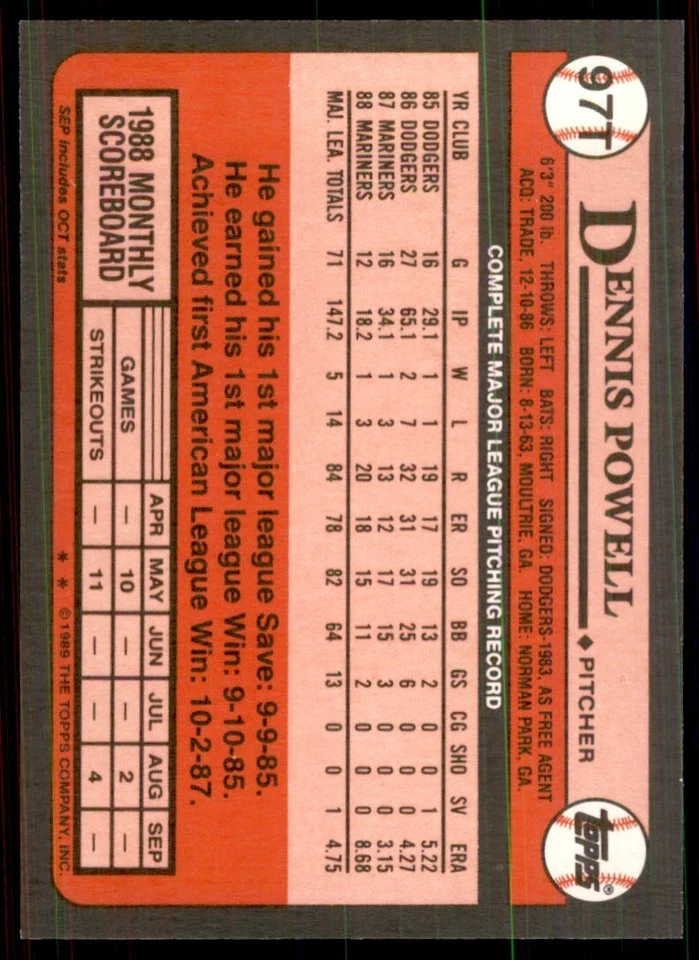 97T
DENNIS POWELL ◆ PITCHER
Topps®
6'3" 200 lb. THROWS: LEFT BATS: RIGHT SIGNED: DODGERS-1983, AS FREE AGENT
ACQ: TRADE, 12-10-86 BORN: 8-13-63, MOULTRIE, GA. HOME: NORMAN PARK, GA.
COMPLETE MAJOR LEAGUE PITCHING RECORD
YR CLUB G IP W L R ER SO BB GS CG SHO SV ERA
85 DODGERS 16 29.1 1 1 19 17 19 13 2 0 0 1 5.22
86 DODGERS 27 65.1 2 7 32 31 31 25 6 0 0 0 4.27
87 MARINERS 16 34.1 1 3 13 12 17 15 3 0 0 0 3.15
88 MARINERS 12 18.2 1 3 20 18 15 11 2 0 0 0 8.68
MAJ. LEA. TOTALS 71 147.2 5 14 84 78 82 64 13 0 0 1 4.75
He gained his 1st major league Save: 9-9-85.
He earned his 1st major league Win: 9-10-85.
Achieved first American League Win: 10-2-87.
1988 MONTHLY SCOREBOARD
APR MAY JUN JUL AUG SEP
GAMES — 10 — — 2 —
STRIKEOUTS — 11 — — 4 —
SEP includes OCT stats
* * © 1989 THE TOPPS COMPANY, INC.